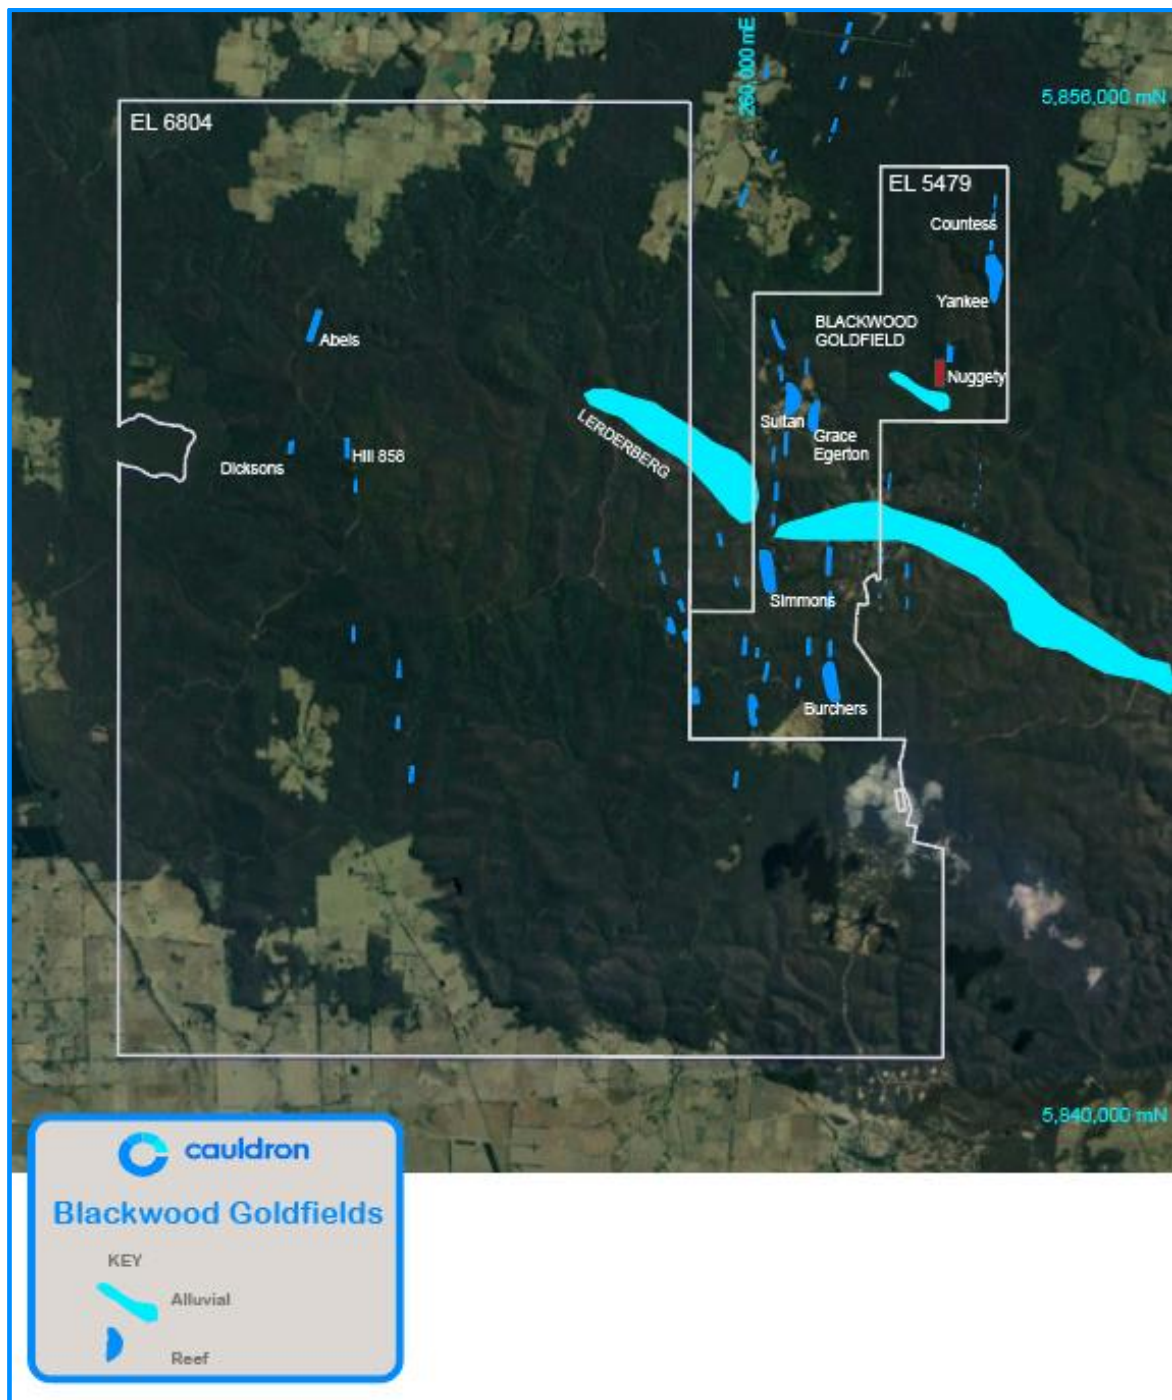 260,000 mE
5,856,000 mN
EL 6804
EL 5479
Countess
Yankee
BLACKWOOD
GOLDFIELD
Abels
Nuggety
Sultan
Grace
Egerton
LERDERBERG
Hill 858
Dicksons
Simmons
Burchers
5,840,000 mN
cauldron
Blackwood Goldfields
KEY
Alluvial
Reef